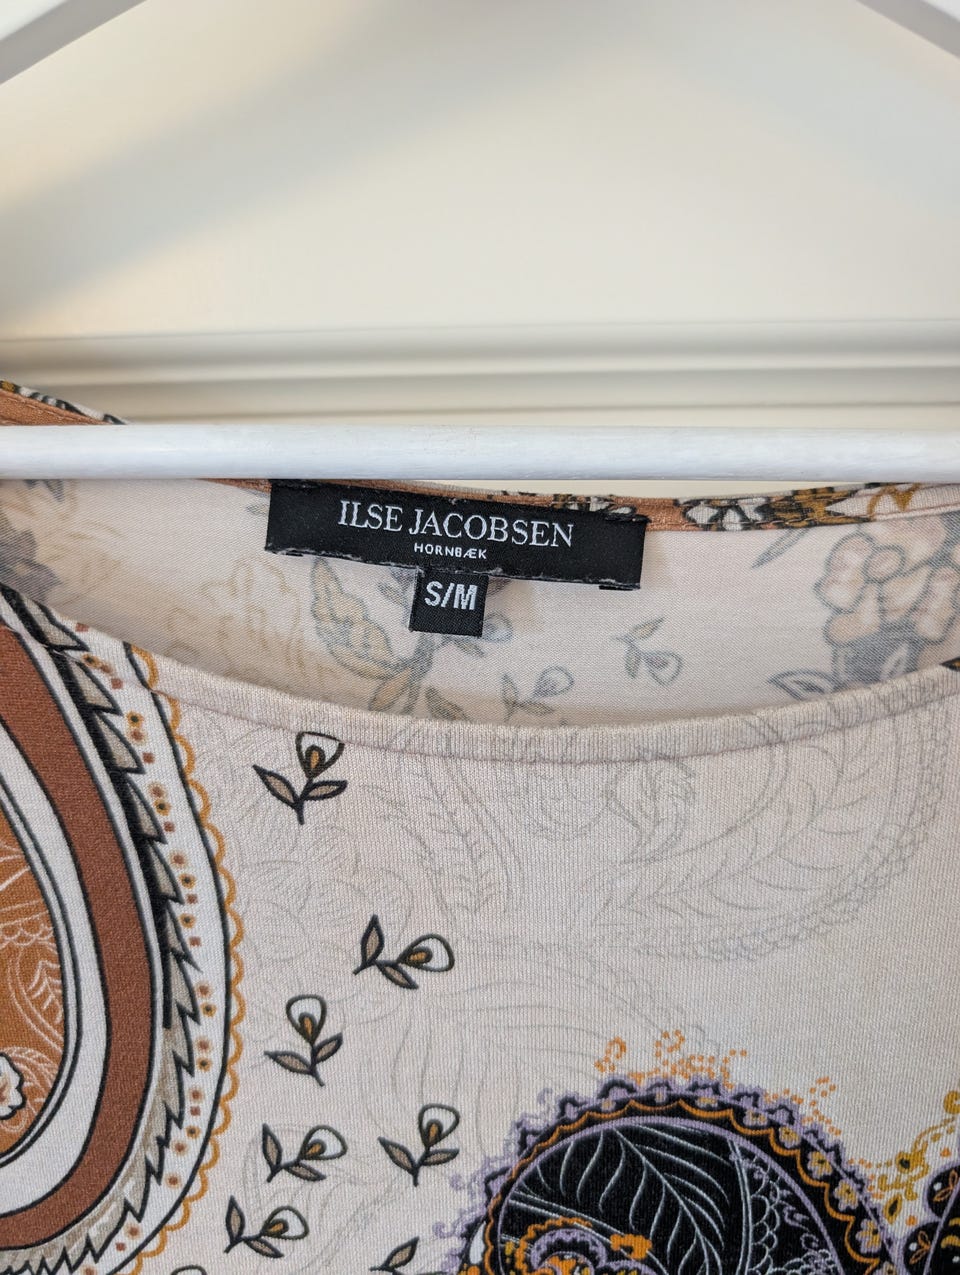 ILSE JACOBSEN
HORNBÆK
S/M